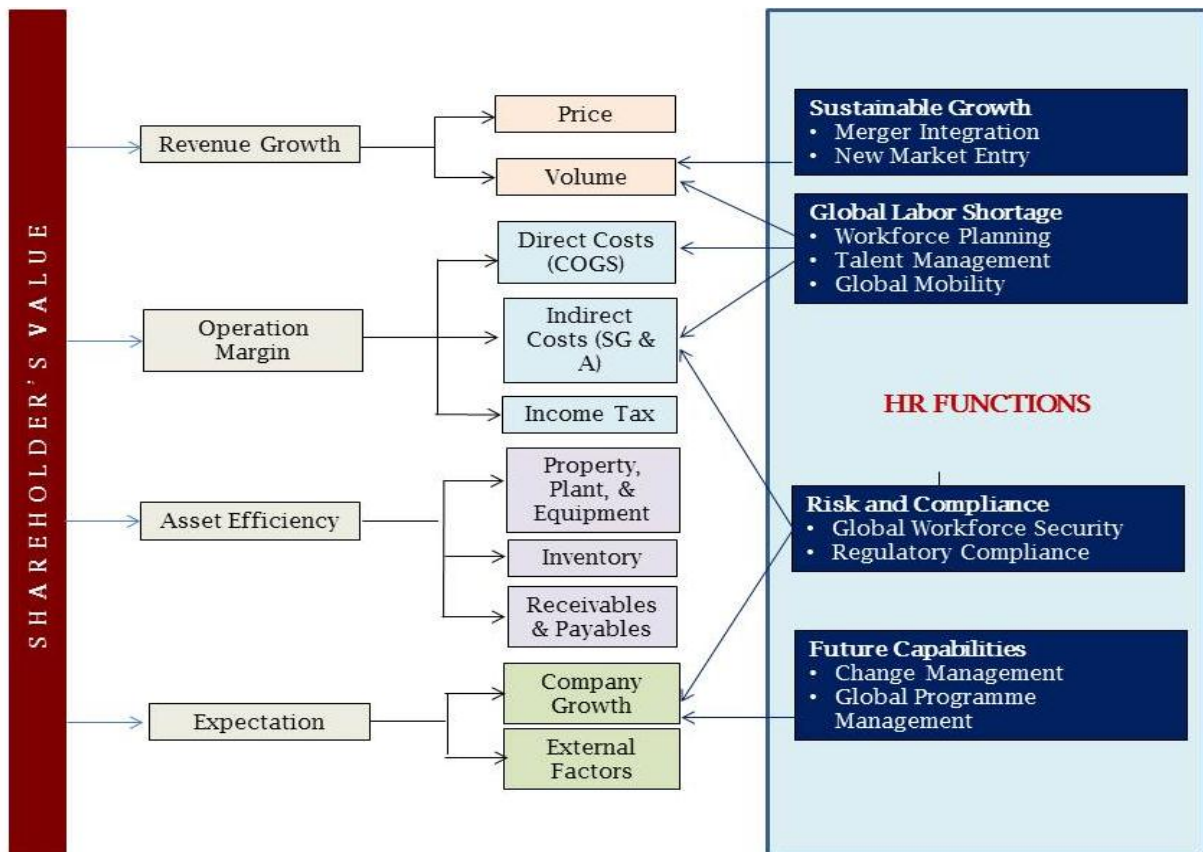 SHAREHOLDER'S VALUE
Revenue Growth
Operation
Margin
Asset Efficiency
Expectation
Price
Volume
Direct Costs
(COGS)
Indirect
Costs (SG &
A)
Income Tax
Property,
Plant, &
Equipment
Inventory
Receivables
& Payables
Company
Growth
External
Factors
Sustainable Growth
• Merger Integration
• New Market Entry
Global Labor Shortage
• Workforce Planning
• Talent Management
• Global Mobility
HR FUNCTIONS
Risk and Compliance
• Global Workforce Security
• Regulatory Compliance
Future Capabilities
• Change Management
• Global Programme
Management